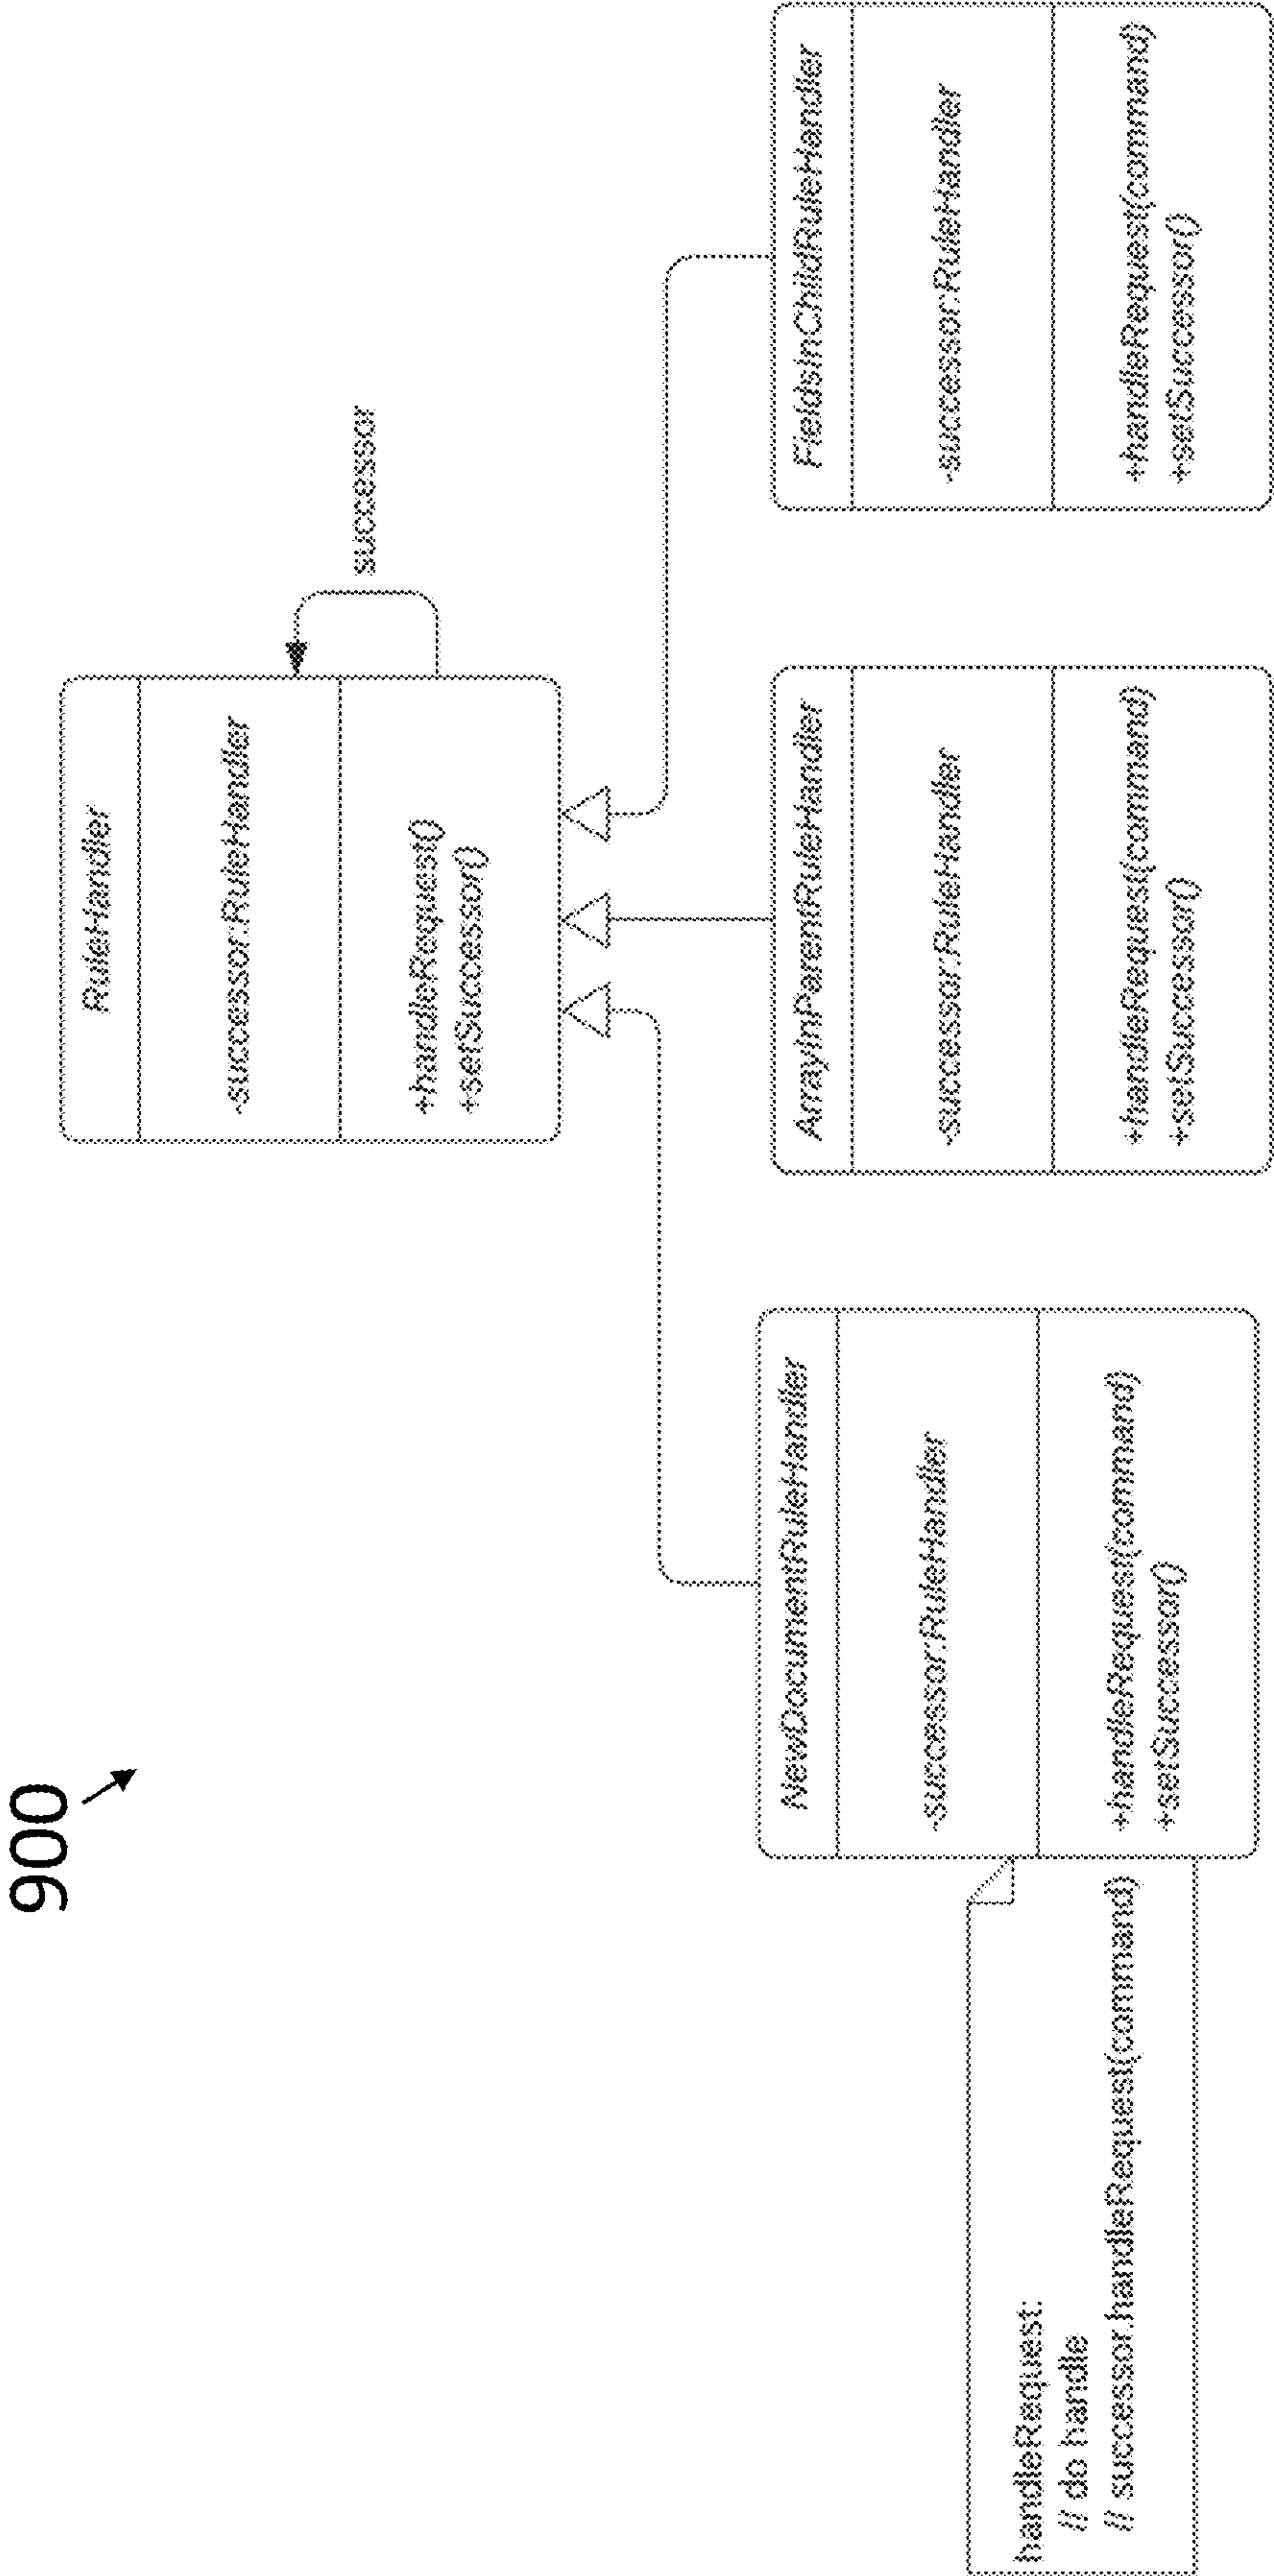 900
RuleHandler
-successor:RuleHandler
+handleRequest()
+setSuccessor()
successor
handleRequest:
// do handle
// successor.handleRequest(command)
NewDocumentRuleHandler
-successor:RuleHandler
+handleRequest(command)
+setSuccessor()
ArrayInParentRuleHandler
-successor:RuleHandler
+handleRequest(command)
+setSuccessor()
FieldsInChildRuleHandler
-successor:RuleHandler
+handleRequest(command)
+setSuccessor()